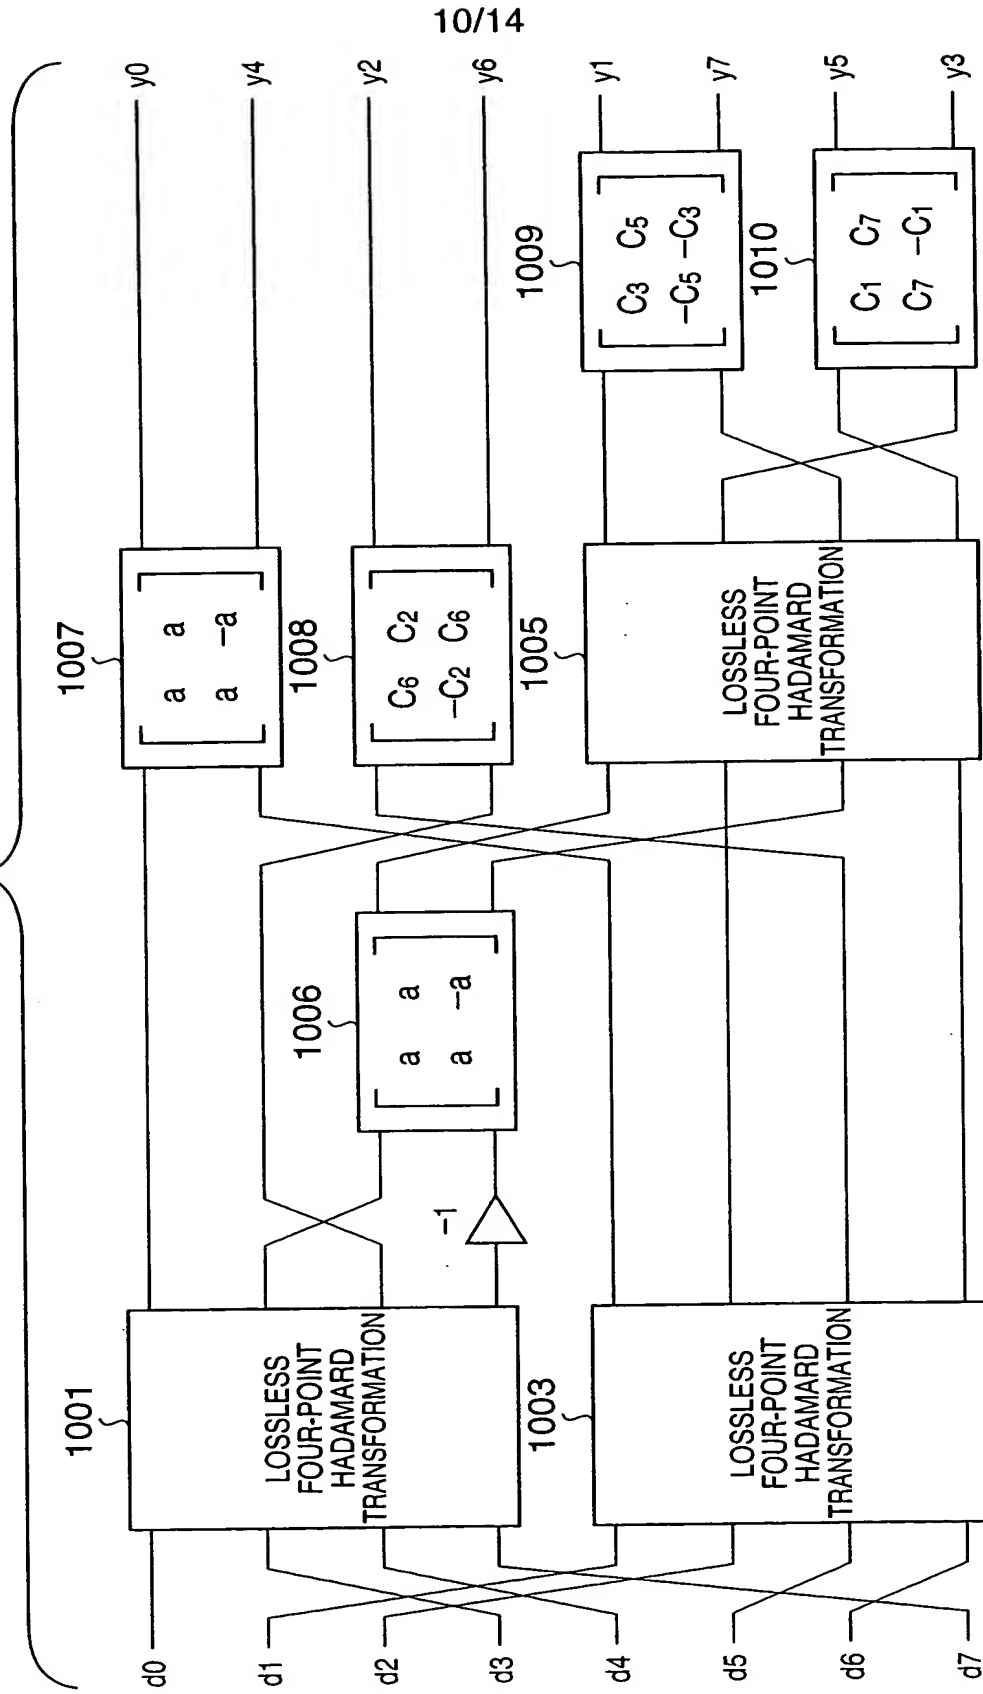 10/14
1001
LOSSLESS
FOUR-POINT
HADAMARD
TRANSFORMATION
1003
LOSSLESS
FOUR-POINT
HADAMARD
TRANSFORMATION
d0
d1
d2
d3
d4
d5
d6
d7
-1
1006
a a
a -a
1007
a a
a -a
1008
C6 C2
-C2 C6
1005
LOSSLESS
FOUR-POINT
HADAMARD
TRANSFORMATION
1009
C3 C5
-C5 -C3
1010
C1 C7
C7 -C1
y0
y4
y2
y6
y1
y7
y5
y3